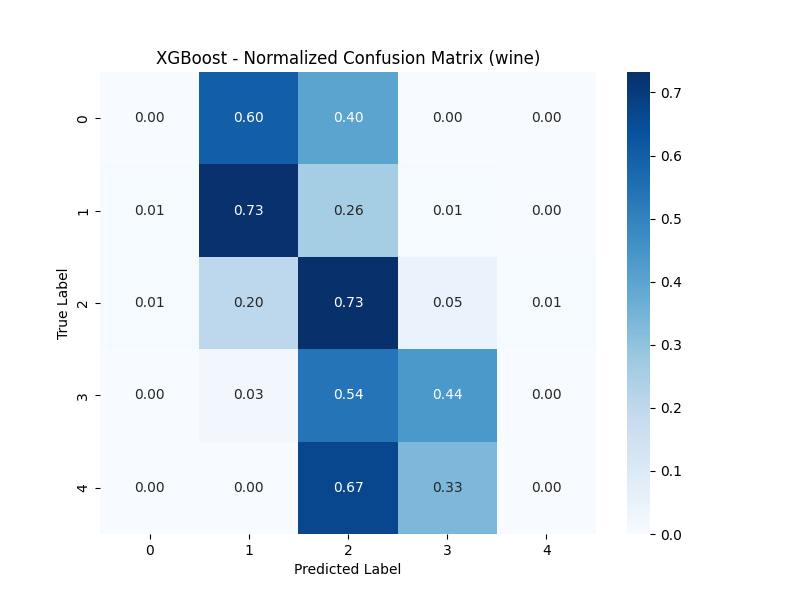 XGBoost - Normalized Confusion Matrix (wine)
0 0.00 0.60 0.40 0.00 0.00
1 0.01 0.73 0.26 0.01 0.00
2 0.01 0.20 0.73 0.05 0.01
3 0.00 0.03 0.54 0.44 0.00
4 0.00 0.00 0.67 0.33 0.00
0 1 2 3 4
True Label
Predicted Label
0.7
0.6
0.5
0.4
0.3
0.2
0.1
0.0